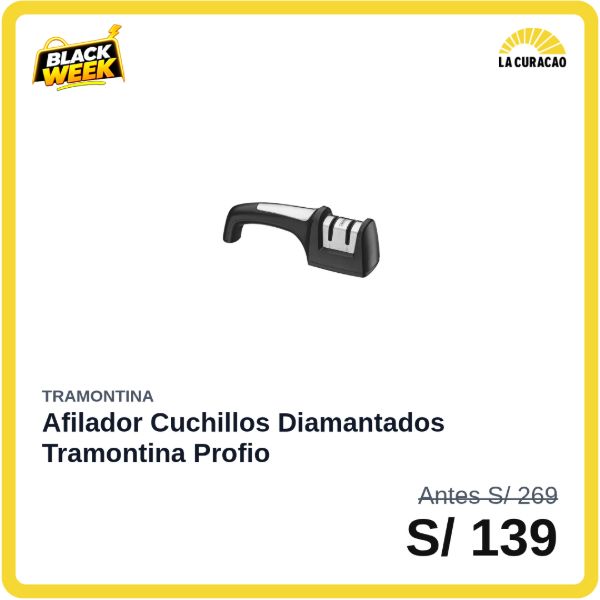 BLACK
WEEK
LA CURACAO
TRAMONTINA
Afilador Cuchillos Diamantados
Tramontina Profio
Antes S/ 269
S/ 139